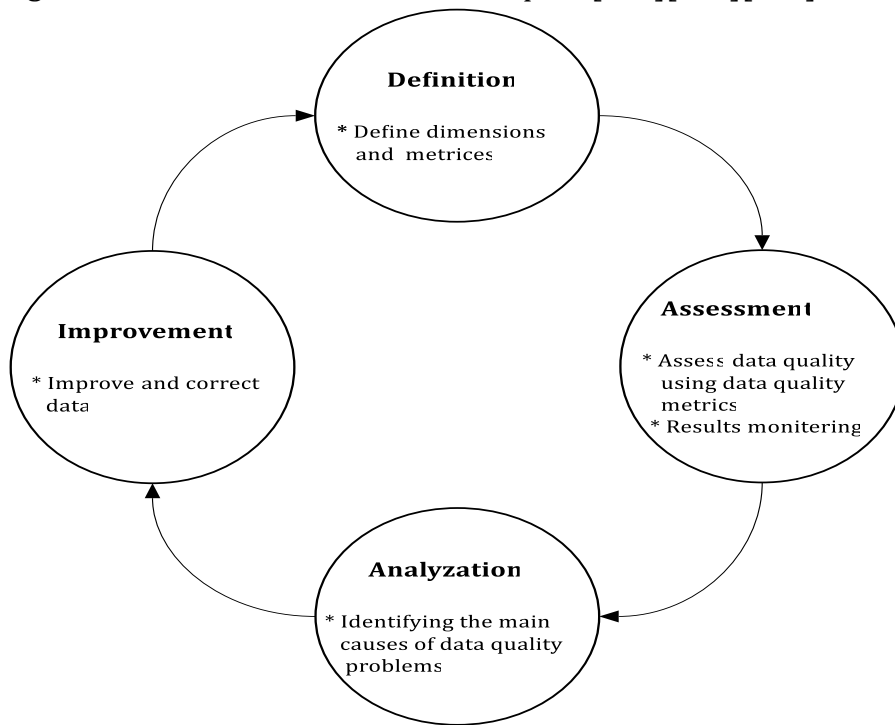 Definition
* Define dimensions
and metrices
Assessment
* Assess data quality
using data quality
metrics
* Results monitering
Analyzation
* Identifying the main
causes of data quality
problems
Improvement
* Improve and correct
data